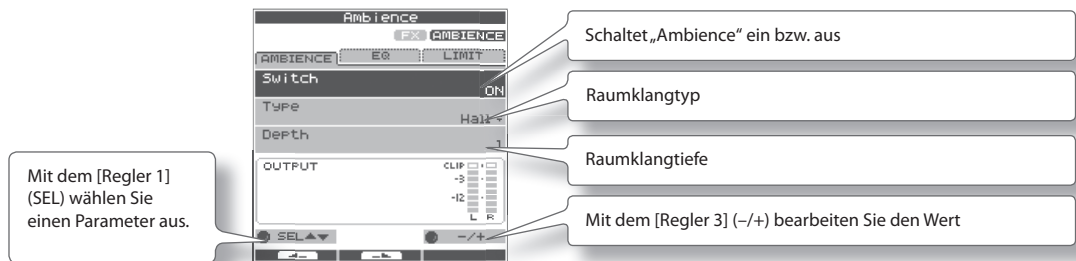 Ambience
FX AMBIENCE
AMBIENCE EQ LIMIT
Switch
ON
Type
Hall
Depth
1
OUTPUT
CLIP
-3
-12
L R
SEL▲▼
-/+
Schaltet „Ambience“ ein bzw. aus
Raumklangtyp
Raumklangtiefe
Mit dem [Regler 3] (–/+) bearbeiten Sie den Wert
Mit dem [Regler 1]
(SEL) wählen Sie
einen Parameter aus.